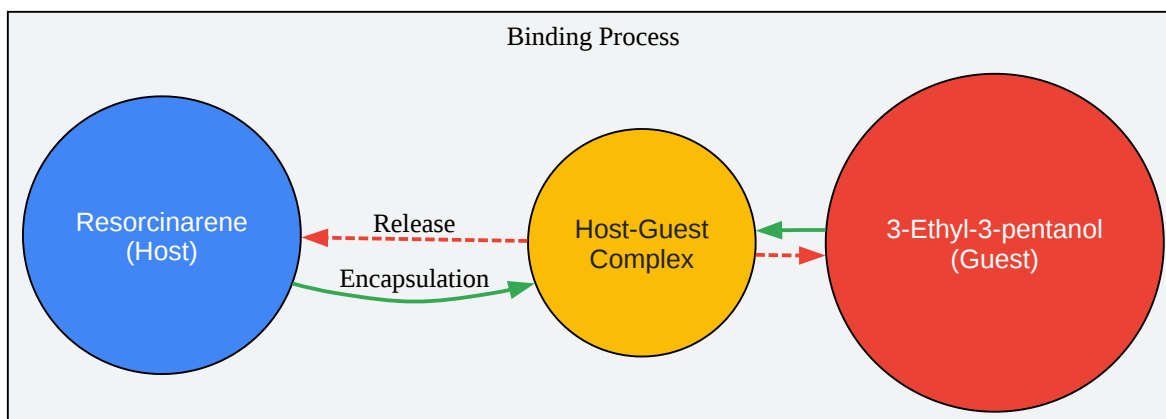 Binding Process
Resorcinarene
(Host)
Release
Encapsulation
Host-Guest
Complex
3-Ethyl-3-pentanol
(Guest)